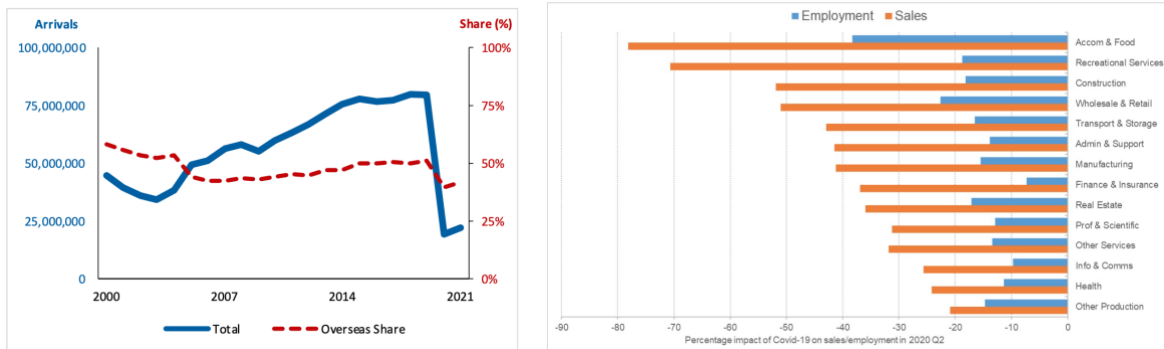 Arrivals
Share (%)
100,000,000
100%
75,000,000
75%
50,000,000
50%
25,000,000
25%
0
0%
2000
2007
2014
2021
Total
Overseas Share
Employment
Sales
Accom & Food
Recreational Services
Construction
Wholesale & Retail
Transport & Storage
Admin & Support
Manufacturing
Finance & Insurance
Real Estate
Prof & Scientific
Other Services
Info & Comms
Health
Other Production
-90
-80
-70
-60
-50
-40
-30
-20
-10
0
Percentage impact of Covid-19 on sales/employment in 2020 Q2